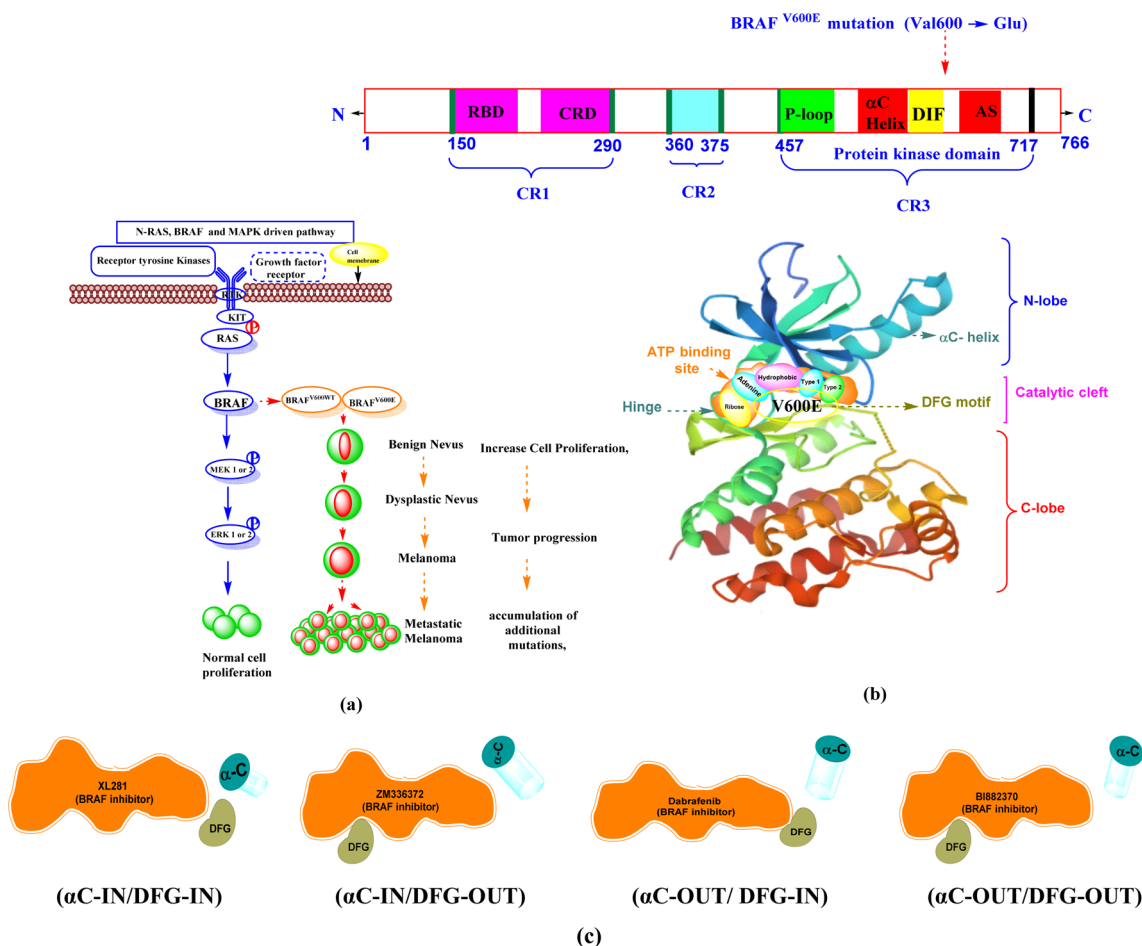 BRAF V600E mutation (Val600 → Glu)
N
RBD
CRD
P-loop
αC
Helix
DIF
AS
C
1
150
290
360
375
457
Protein kinase domain
717
766
CR1
CR2
CR3
N-RAS, BRAF and MAPK driven pathway
Receptor tyrosine Kinases
Growth factor
receptor
Cell
memebrane
RTK
KIT
P
RAS
BRAF
BRAF V600WT
BRAF V600E
P
MEK 1 or 2
P
ERK 1 or 2
Normal cell
proliferation
Benign Nevus
Dysplastic Nevus
Melanoma
Metastatic
Melanoma
Increase Cell Proliferation,
Tumor progression
accumulation of
additional
mutations,
(a)
N-lobe
αC- helix
ATP binding
site
Hydrophobic
Adenine
Type 1
Type 2
Ribose
V600E
Hinge
Catalytic cleft
DFG motif
C-lobe
(b)
XL281
(BRAF inhibitor)
α-C
DFG
(αC-IN/DFG-IN)
ZM336372
(BRAF inhibitor)
α-C
DFG
(αC-IN/DFG-OUT)
Dabrafenib
(BRAF inhibitor)
α-C
DFG
(αC-OUT/ DFG-IN)
BI882370
(BRAF inhibitor)
α-C
DFG
(αC-OUT/DFG-OUT)
(c)